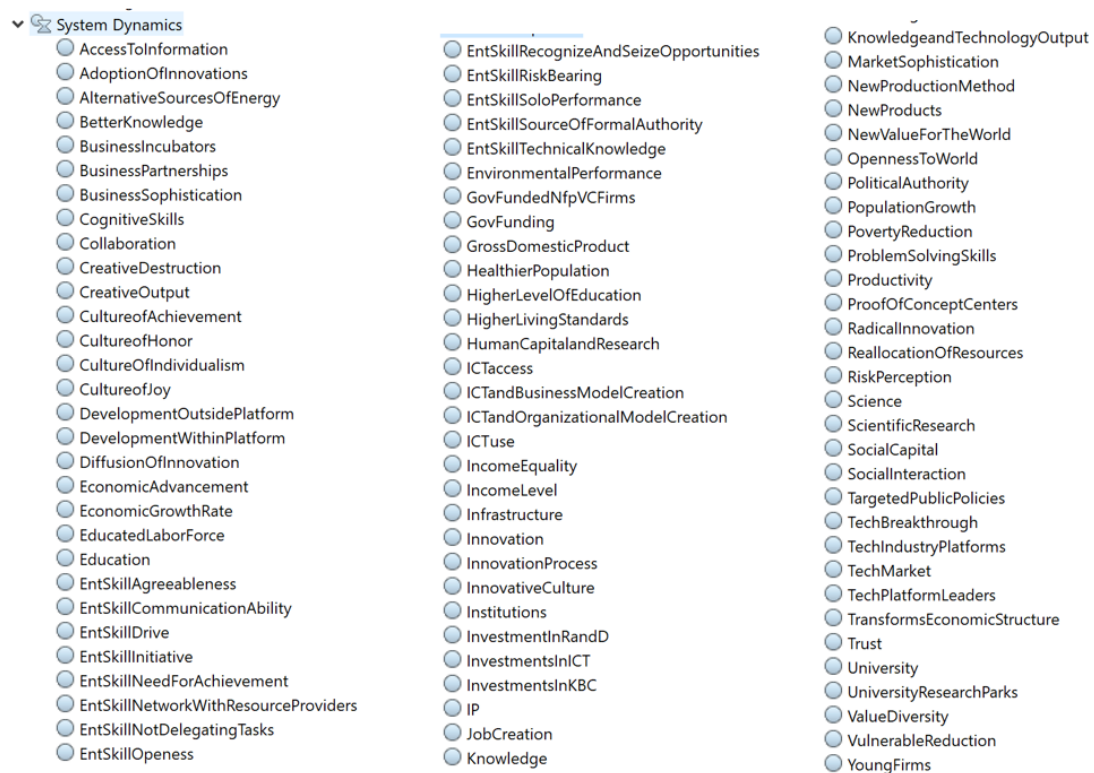 System Dynamics
AccessToInformation
AdoptionOfInnovations
AlternativeSourcesOfEnergy
BetterKnowledge
BusinessIncubators
BusinessPartnerships
BusinessSophistication
CognitiveSkills
Collaboration
CreativeDestruction
CreativeOutput
CultureofAchievement
CultureofHonor
CultureOfIndividualism
CultureofJoy
DevelopmentOutsidePlatform
DevelopmentWithinPlatform
DiffusionOfInnovation
EconomicAdvancement
EconomicGrowthRate
EducatedLaborForce
Education
EntSkillAgreeableness
EntSkillCommunicationAbility
EntSkillDrive
EntSkillInitiative
EntSkillNeedForAchievement
EntSkillNetworkWithResourceProviders
EntSkillNotDelegatingTasks
EntSkillOpeness
EntSkillRecognizeAndSeizeOpportunities
EntSkillRiskBearing
EntSkillSoloPerformance
EntSkillSourceOfFormalAuthority
EntSkillTechnicalKnowledge
EnvironmentalPerformance
GovFundedNfpVCFirms
GovFunding
GrossDomesticProduct
HealthierPopulation
HigherLevelOfEducation
HigherLivingStandards
HumanCapitalandResearch
ICTaccess
ICTandBusinessModelCreation
ICTandOrganizationalModelCreation
ICTuse
IncomeEquality
IncomeLevel
Infrastructure
Innovation
InnovationProcess
InnovativeCulture
Institutions
InvestmentInRandD
InvestmentsInICT
InvestmentsInKBC
IP
JobCreation
Knowledge
KnowledgeandTechnologyOutput
MarketSophistication
NewProductionMethod
NewProducts
NewValueForTheWorld
OpennessToWorld
PoliticalAuthority
PopulationGrowth
PovertyReduction
ProblemSolvingSkills
Productivity
ProofOfConceptCenters
RadicalInnovation
ReallocationOfResources
RiskPerception
Science
ScientificResearch
SocialCapital
SocialInteraction
TargetedPublicPolicies
TechBreakthrough
TechIndustryPlatforms
TechMarket
TechPlatformLeaders
TransformsEconomicStructure
Trust
University
UniversityResearchParks
ValueDiversity
VulnerableReduction
YoungFirms